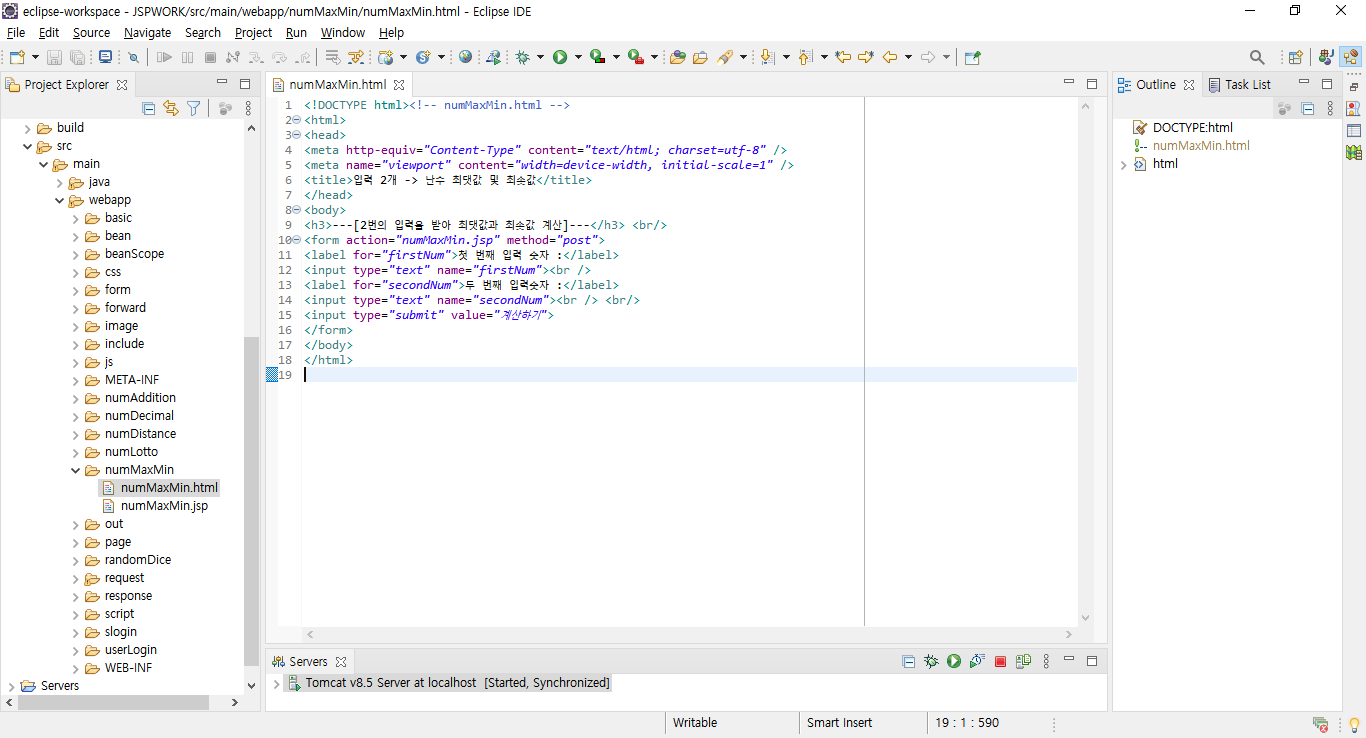 eclipse-workspace - JSPWORK/src/main/webapp/numMaxMin/numMaxMin.html - Eclipse IDE
File Edit Source Navigate Search Project Run Window Help
Project Explorer
build
src
main
java
webapp
basic
bean
beanScope
css
form
forward
image
include
js
META-INF
numAddition
numDecimal
numDistance
numLotto
numMaxMin
numMaxMin.html
numMaxMin.jsp
out
page
randomDice
request
response
script
slogin
userLogin
WEB-INF
Servers
numMaxMin.html
1 <!DOCTYPE html><!-- numMaxMin.html -->
2 <html>
3 <head>
4 <meta http-equiv="Content-Type" content="text/html; charset=utf-8" />
5 <meta name="viewport" content="width=device-width, initial-scale=1" />
6 <title>입력 2개 -> 난수 최댓값 및 최솟값</title>
7 </head>
8 <body>
9 <h3>---[2번의 입력을 받아 최댓값과 최솟값 계산]---</h3> <br/>
10 <form action="numMaxMin.jsp" method="post">
11 <label for="firstNum">첫 번째 입력 숫자 :</label>
12 <input type="text" name="firstNum"><br />
13 <label for="secondNum">두 번째 입력숫자 :</label>
14 <input type="text" name="secondNum"><br /> <br/>
15 <input type="submit" value="계산하기">
16 </form>
17 </body>
18 </html>
19
Servers
Tomcat v8.5 Server at localhost [Started, Synchronized]
Outline Task List
DOCTYPE:html
numMaxMin.html
html
Writable Smart Insert 19 : 1 : 590